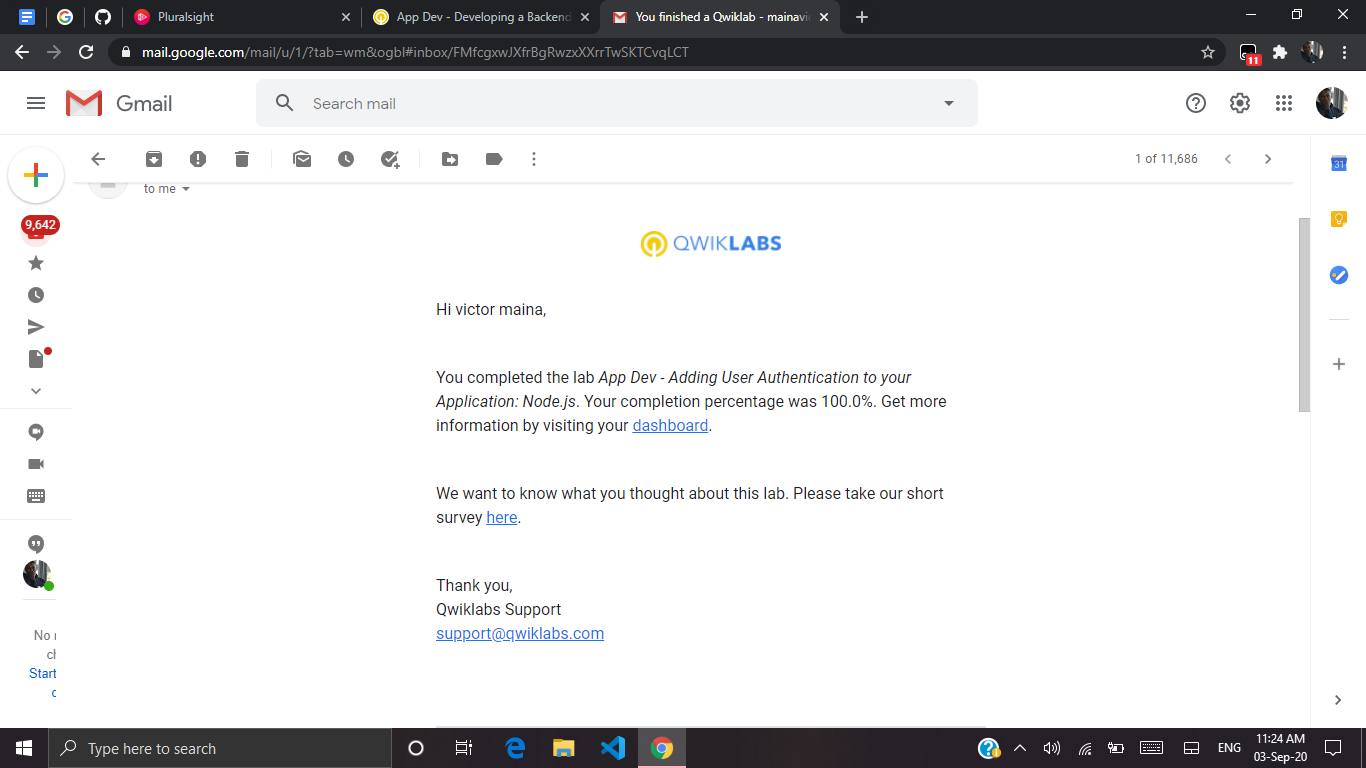 Pluralsight
App Dev - Developing a Backend
You finished a Qwiklab - mainavi
mail.google.com/mail/u/1/?tab=wm&ogbl#inbox/FMfcgxwJXfrBgRwzxXXrrTwSKTCvqLCT
11
Gmail
Search mail
1 of 11,686
31
to me
9,642
QWIKLABS
Hi victor maina,
You completed the lab App Dev - Adding User Authentication to your
Application: Node.js. Your completion percentage was 100.0%. Get more
information by visiting your dashboard.
We want to know what you thought about this lab. Please take our short
survey here.
Thank you,
Qwiklabs Support
support@qwiklabs.com
No
Start
Type here to search
ENG
11:24 AM
03-Sep-20